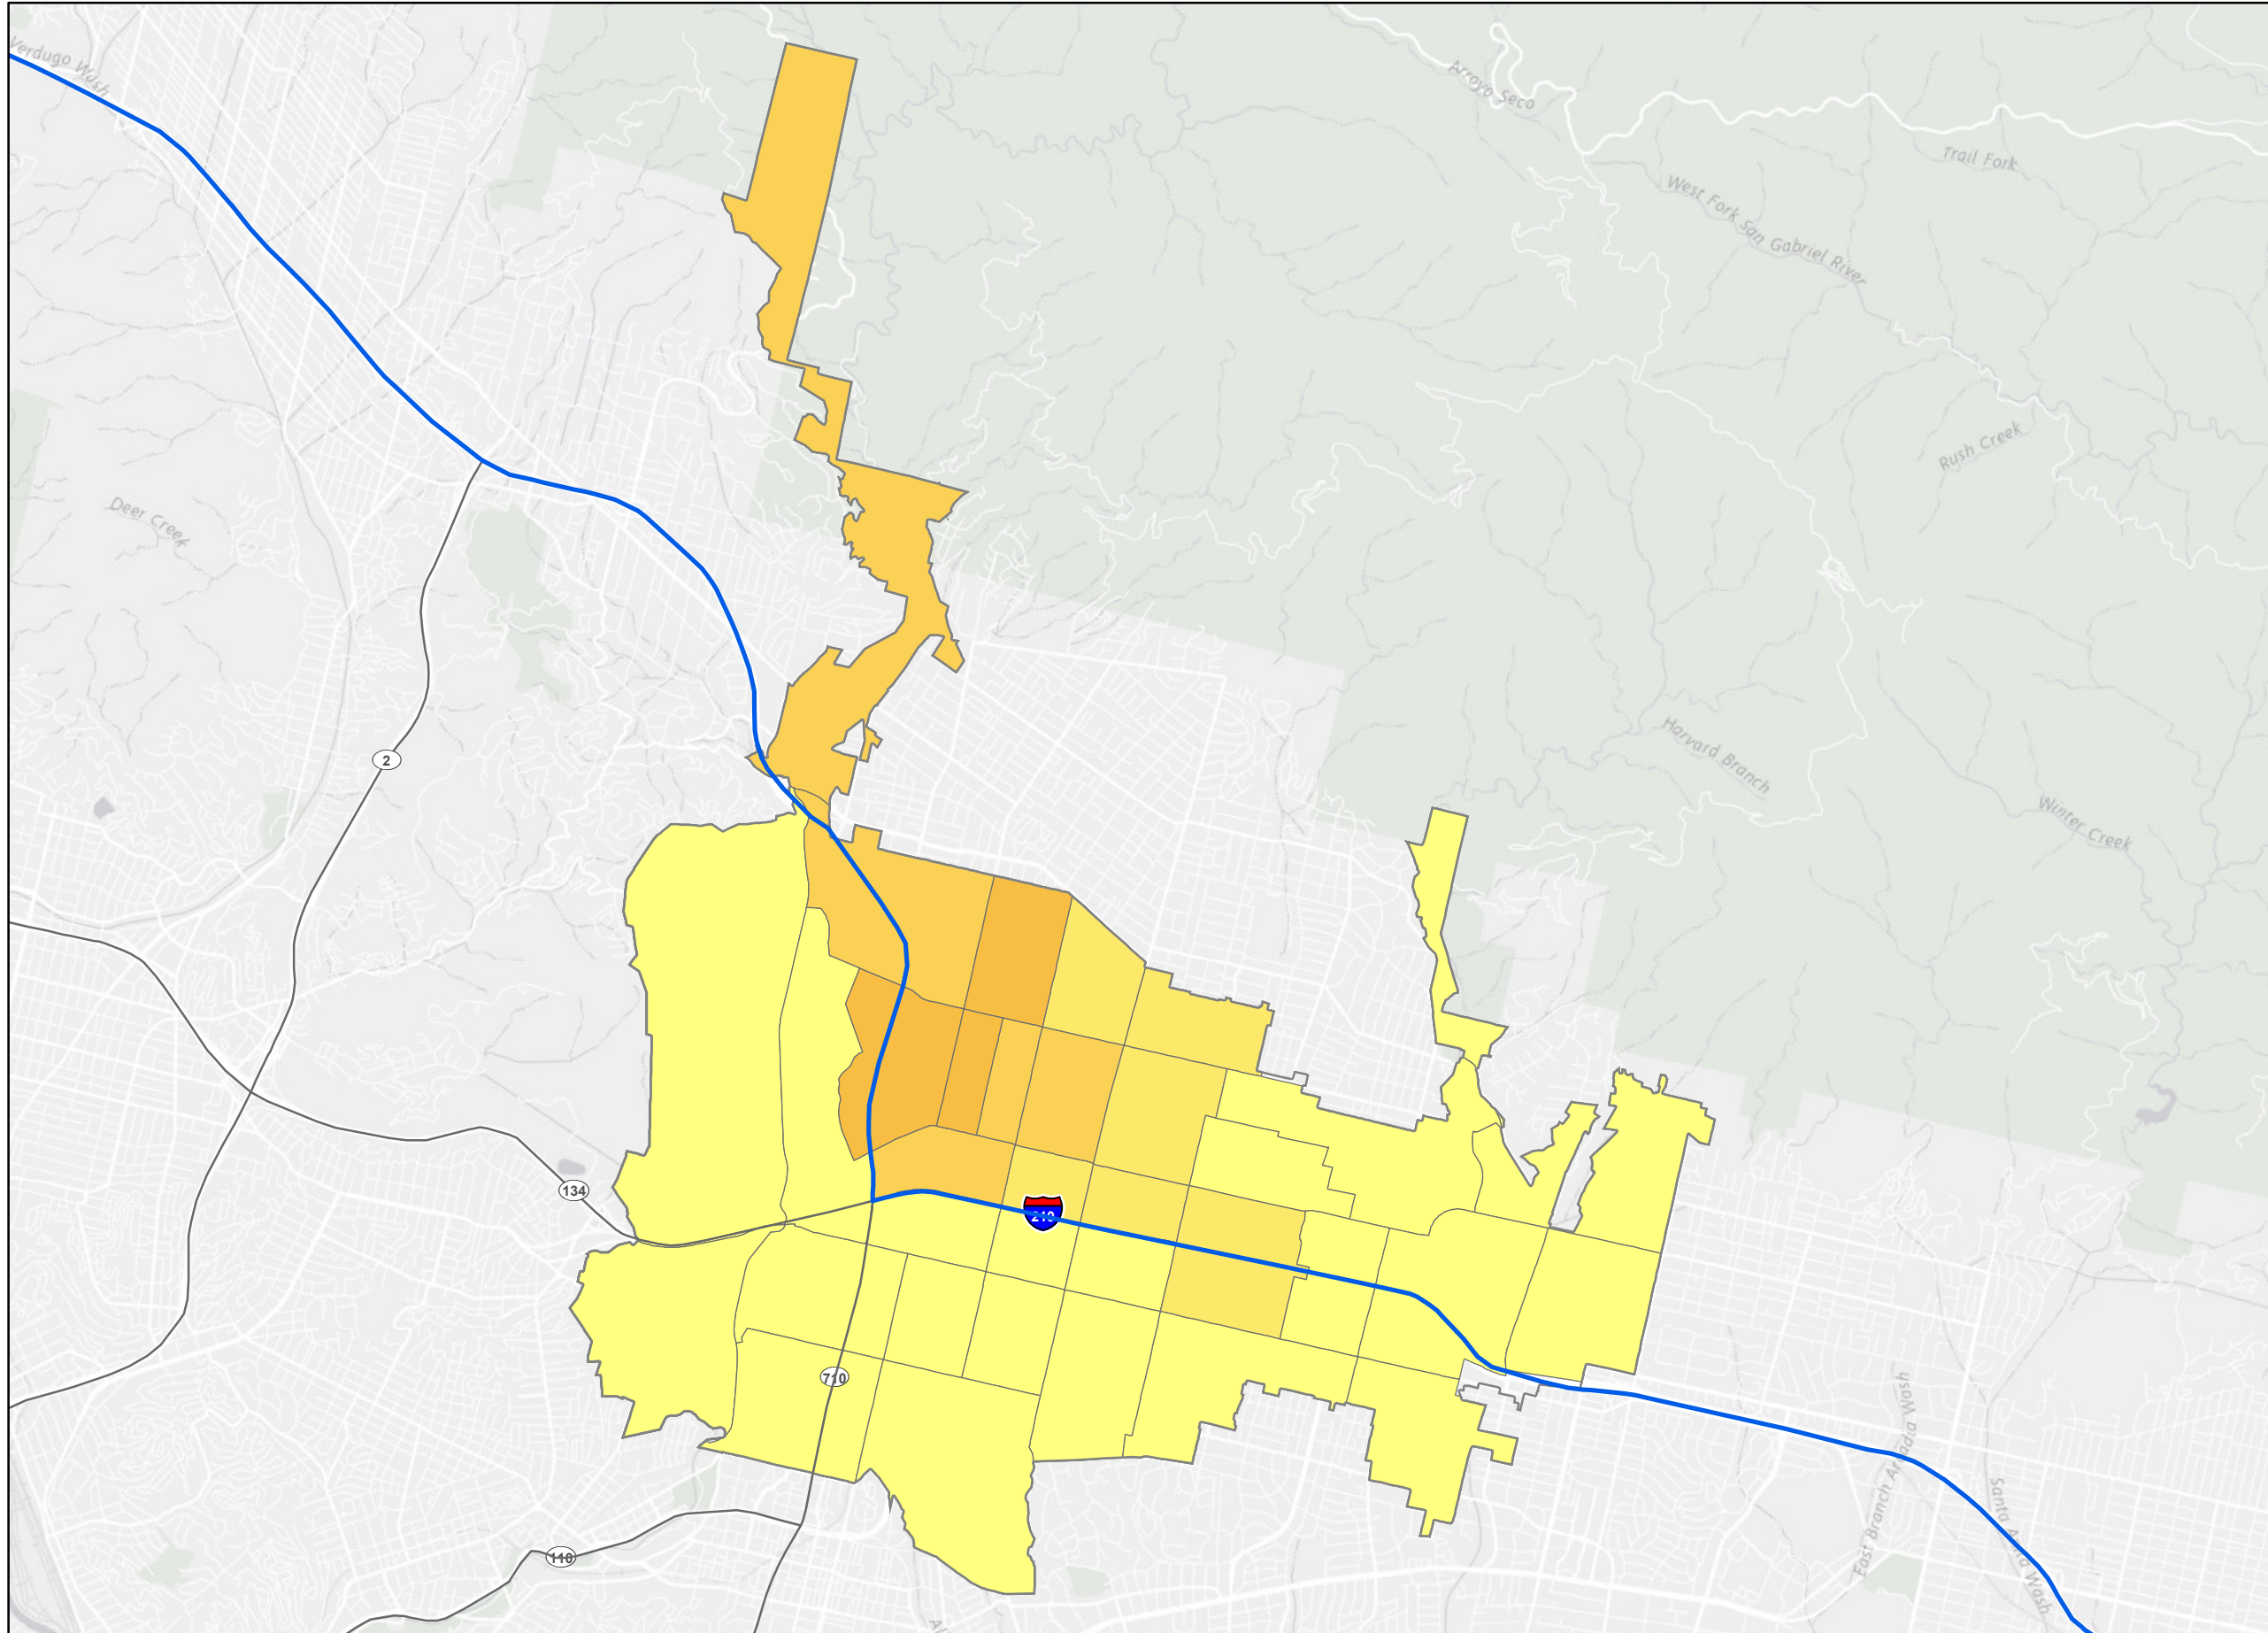 Verdugo Wash
Arroyo Seco
Trail Fork
West Fork San Gabriel River
Rush Creek
Deer Creek
Harvard Branch
2
Winter Creek
134
210
710
East Branch Arcadia Wash
Santa Anita Wash
110